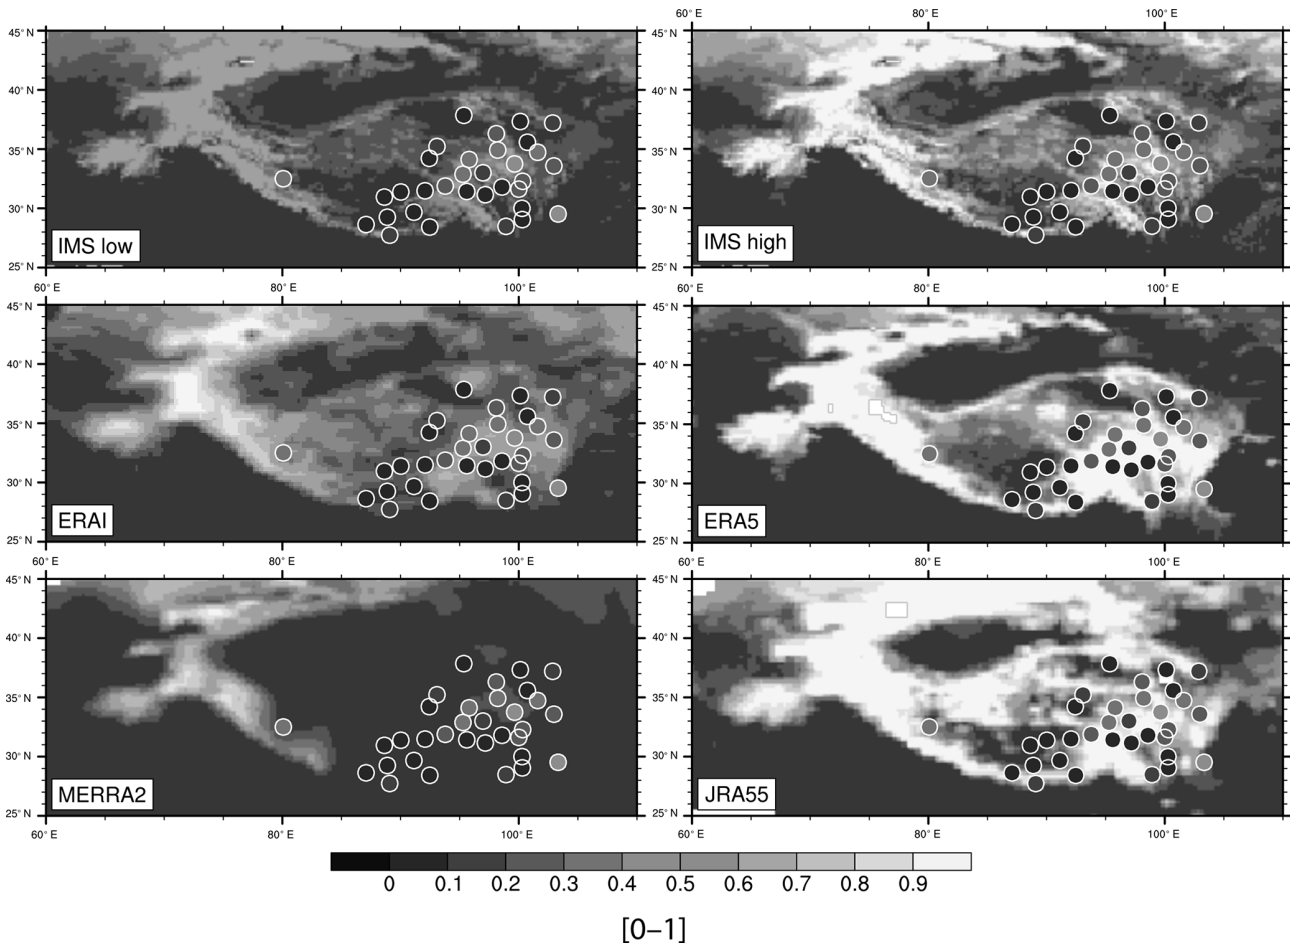 60° E 80° E 100° E
45° N 45° N
40° N 40° N
35° N 35° N
30° N 30° N
25° N 25° N
IMS low IMS high
80° E 100° E 80° E 100° E
45° N 45° N
40° N 40° N
35° N 35° N
30° N 30° N
25° N 25° N
ERAI ERA5
60° E 80° E 100° E 60° E 80° E 100° E
45° N 45° N
40° N 40° N
35° N 35° N
30° N 30° N
25° N 25° N
MERRA2 JRA55
60° E 80° E 100° E 60° E 80° E 100° E
0 0.1 0.2 0.3 0.4 0.5 0.6 0.7 0.8 0.9
[0–1]